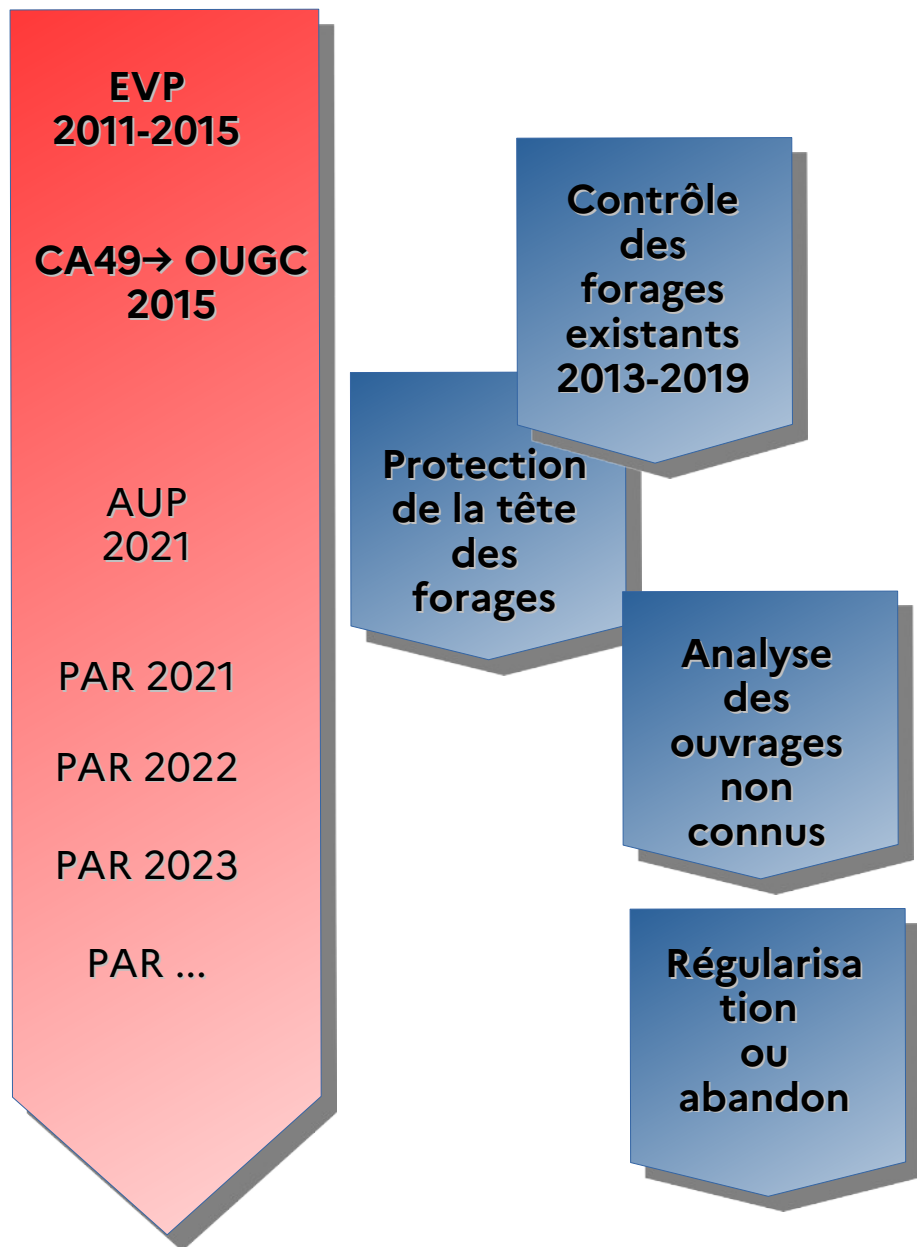 EVP
2011-2015
CA49→ OUGC
2015
AUP
2021
PAR 2021
PAR 2022
PAR 2023
PAR ...
Contrôle
des
forages
existants
2013-2019
Protection
de la tête
des
forages
Analyse
des
ouvrages
non
connus
Régularisa
tion
ou
abandon